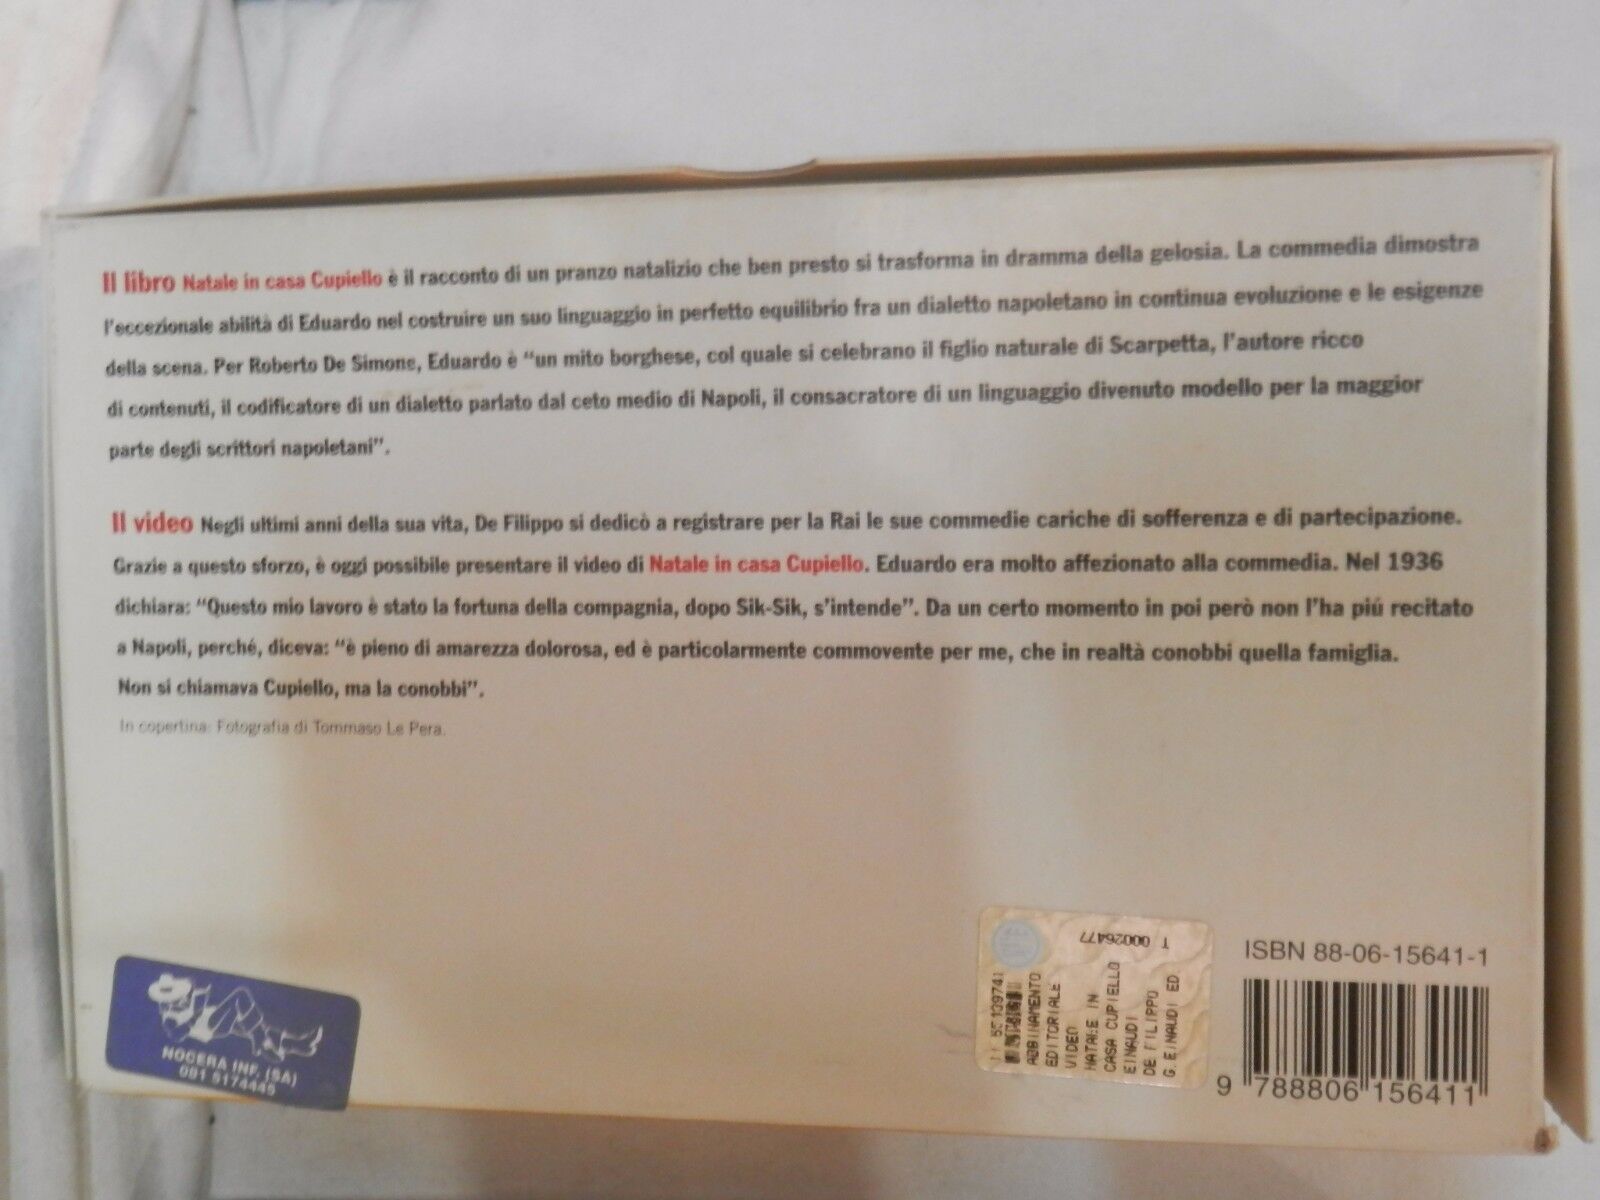 Il libro Natale in casa Cupiello è il racconto di un pranzo natalizio che ben presto si trasforma in dramma della gelosia. La commedia dimostra
l'eccezionale abilità di Eduardo nel costruire un suo linguaggio in perfetto equilibrio fra un dialetto napoletano in continua evoluzione e le esigenze
della scena. Per Roberto De Simone, Eduardo è "un mito borghese, col quale si celebrano il figlio naturale di Scarpetta, l'autore ricco
di contenuti, il codificatore di un dialetto parlato dal ceto medio di Napoli, il consacratore di un linguaggio divenuto modello per la maggior
parte degli scrittori napoletani".
Il video Negli ultimi anni della sua vita, De Filippo si dedicò a registrare per la Rai le sue commedie cariche di sofferenza e di partecipazione.
Grazie a questo sforzo, è oggi possibile presentare il video di Natale in casa Cupiello. Eduardo era molto affezionato alla commedia. Nel 1936
dichiara: "Questo mio lavoro è stato la fortuna della compagnia, dopo Sik-Sik, s'intende". Da un certo momento in poi però non l'ha piú recitato
a Napoli, perché, diceva: "è pieno di amarezza dolorosa, ed è particolarmente commovente per me, che in realtà conobbi quella famiglia.
Non si chiamava Cupiello, ma la conobbi".
In copertina: Fotografia di Tommaso Le Pera.
NOCERA INF. (SA)
081 5174445
T 00026477
ABBINAMENTO
EDITORIALE
VIDEO
NATALE IN
CASA CUPIELLO
EINAUDI
DE FILIPPO
G.EINAUDI ED
ISBN 88-06-15641-1
9 788806 156411